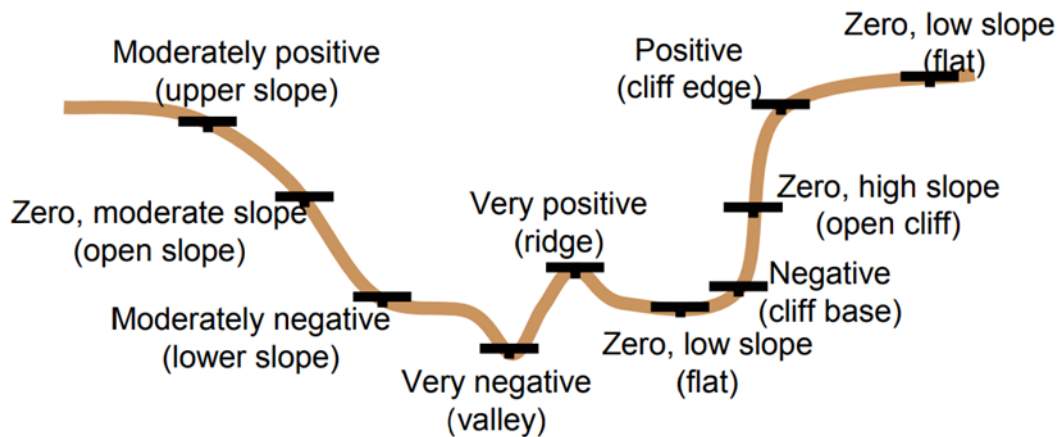 Moderately positive
(upper slope)
Zero, moderate slope
(open slope)
Moderately negative
(lower slope)
Very negative
(valley)
Very positive
(ridge)
Zero, low slope
(flat)
Positive
(cliff edge)
Zero, low slope
(flat)
Zero, high slope
(open cliff)
Negative
(cliff base)